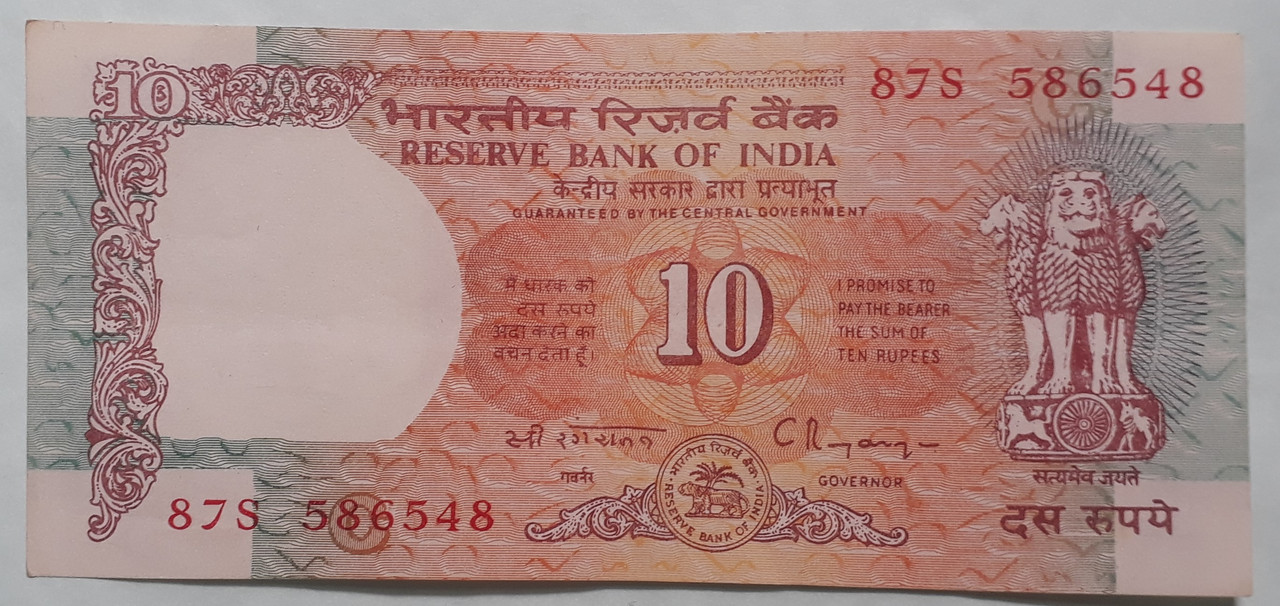 10
87S 586548
भारतीय रिज़र्व बैंक
RESERVE BANK OF INDIA
केन्द्रीय सरकार द्वारा प्रत्याभूत
GUARANTEED BY THE CENTRAL GOVERNMENT
मैं धारक को
दस रुपये
अदा करने का
वचन देता हूँ।
10
I PROMISE TO
PAY THE BEARER
THE SUM OF
TEN RUPEES
गवर्नर
GOVERNOR
भारतीय रिज़र्व बैंक
RESERVE BANK OF INDIA
सत्यमेव जयते
87S 586548
दस रुपये